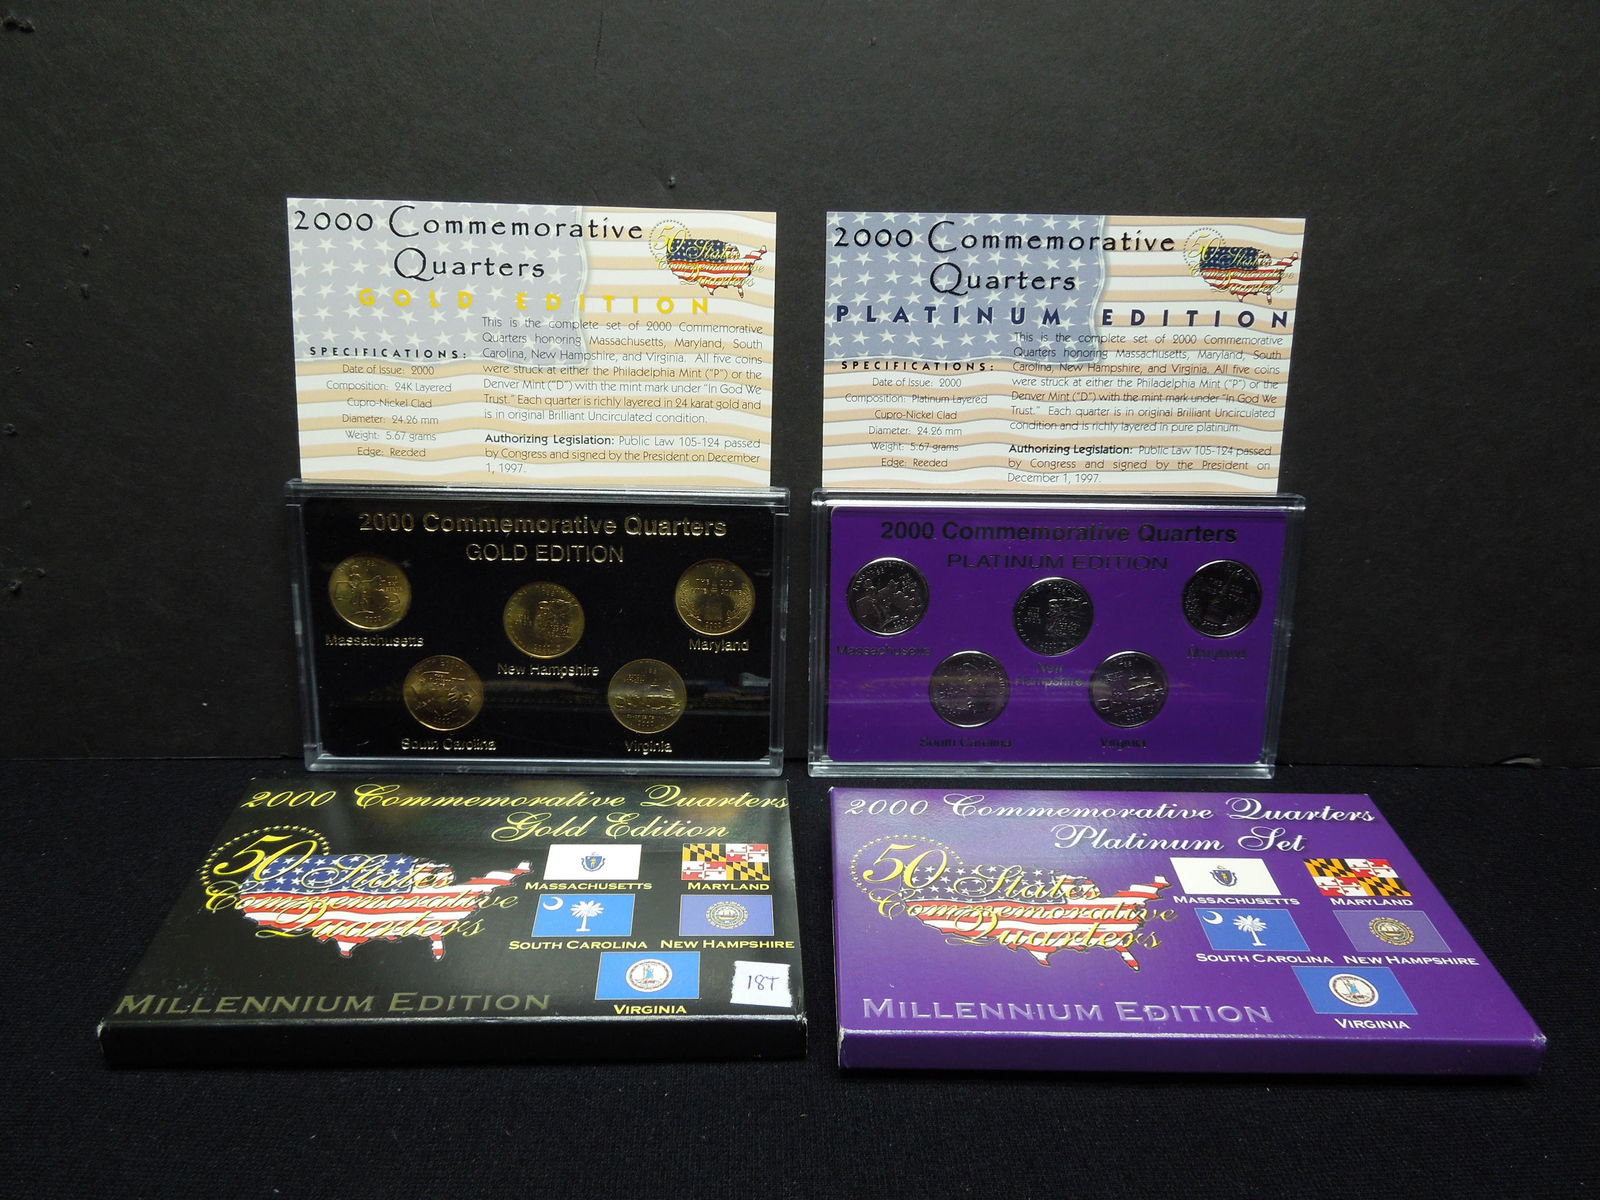 2000 Commemorative
Quarters
GOLD EDITION
50 States
Commemorative
Quarters
SPECIFICATIONS:
Date of Issue: 2000
Composition: 24K Layered
Cupro-Nickel Clad
Diameter: 24.26 mm
Weight: 5.67 grams
Edge: Reeded
This is the complete set of 2000 Commemorative
Quarters honoring Massachusetts, Maryland, South
Carolina, New Hampshire, and Virginia. All five coins
were struck at either the Philadelphia Mint ("P") or the
Denver Mint ("D") with the mint mark under "In God We
Trust." Each quarter is richly layered in 24 karat gold and
is in original Brilliant Uncirculated condition.
Authorizing Legislation: Public Law 105-124 passed
by Congress and signed by the President on December
1, 1997.
2000 Commemorative
Quarters
PLATINUM EDITION
50 States
Commemorative
Quarters
SPECIFICATIONS:
Date of Issue: 2000
Composition: Platinum Layered
Cupro-Nickel Clad
Diameter: 24.26 mm
Weight: 5.67 grams
Edge: Reeded
This is the complete set of 2000 Commemorative
Quarters honoring Massachusetts, Maryland, South
Carolina, New Hampshire, and Virginia. All five coins
were struck at either the Philadelphia Mint ("P") or the
Denver Mint ("D") with the mint mark under "In God We
Trust." Each quarter is in original Brilliant Uncirculated
condition and is richly layered in pure platinum.
Authorizing Legislation: Public Law 105-124 passed
by Congress and signed by the President on
December 1, 1997.
2000 Commemorative Quarters
GOLD EDITION
Massachusetts
New Hampshire
Maryland
South Carolina
Virginia
2000 Commemorative Quarters
PLATINUM EDITION
Massachusetts
New
Hampshire
Maryland
South Carolina
Virginia
2000 Commemorative Quarters
Gold Edition
50 States
Commemorative
Quarters
MASSACHUSETTS
MARYLAND
SOUTH CAROLINA
NEW HAMPSHIRE
VIRGINIA
MILLENNIUM EDITION
18T
2000 Commemorative Quarters
Platinum Set
50 States
Commemorative
Quarters
MASSACHUSETTS
MARYLAND
SOUTH CAROLINA
NEW HAMPSHIRE
VIRGINIA
MILLENNIUM EDITION